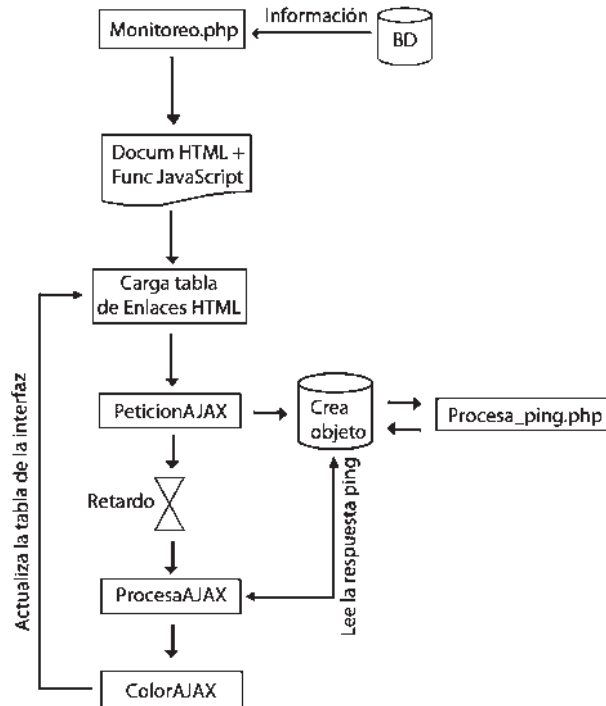 Información
Monitoreo.php
BD
Docum HTML +
Func JavaScript
Carga tabla
de Enlaces HTML
Actualiza la tabla de la interfaz
PeticionAJAX
Crea
objeto
Procesa_ping.php
Retardo
Lee la respuesta ping
ProcesaAJAX
ColorAJAX